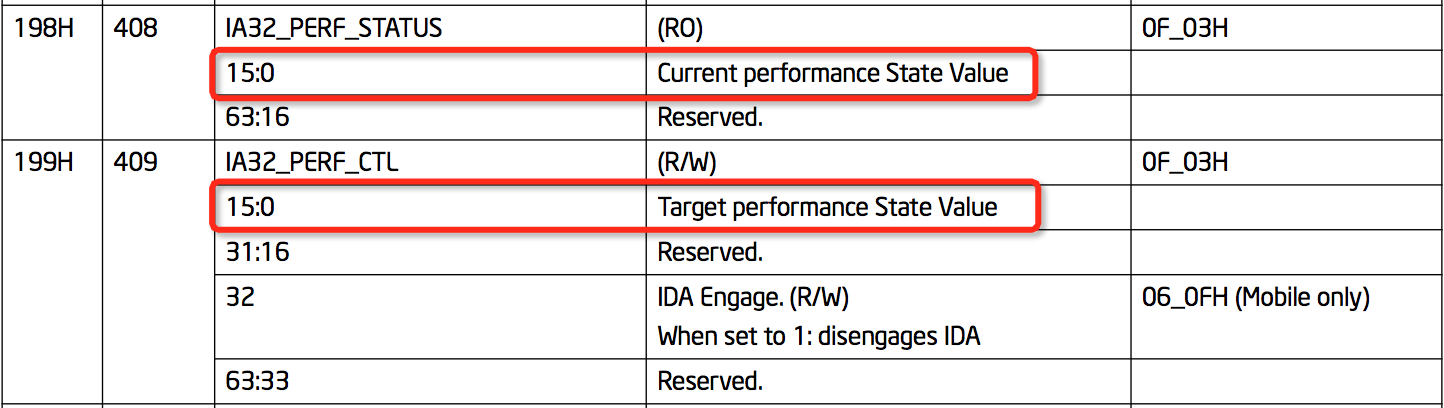 198H 408 IA32_PERF_STATUS (RO) 0F_03H
15:0 Current performance State Value
63:16 Reserved.
199H 409 IA32_PERF_CTL (R/W) 0F_03H
15:0 Target performance State Value
31:16 Reserved.
32 IDA Engage. (R/W) 06_0FH (Mobile only)
When set to 1: disengages IDA
63:33 Reserved.